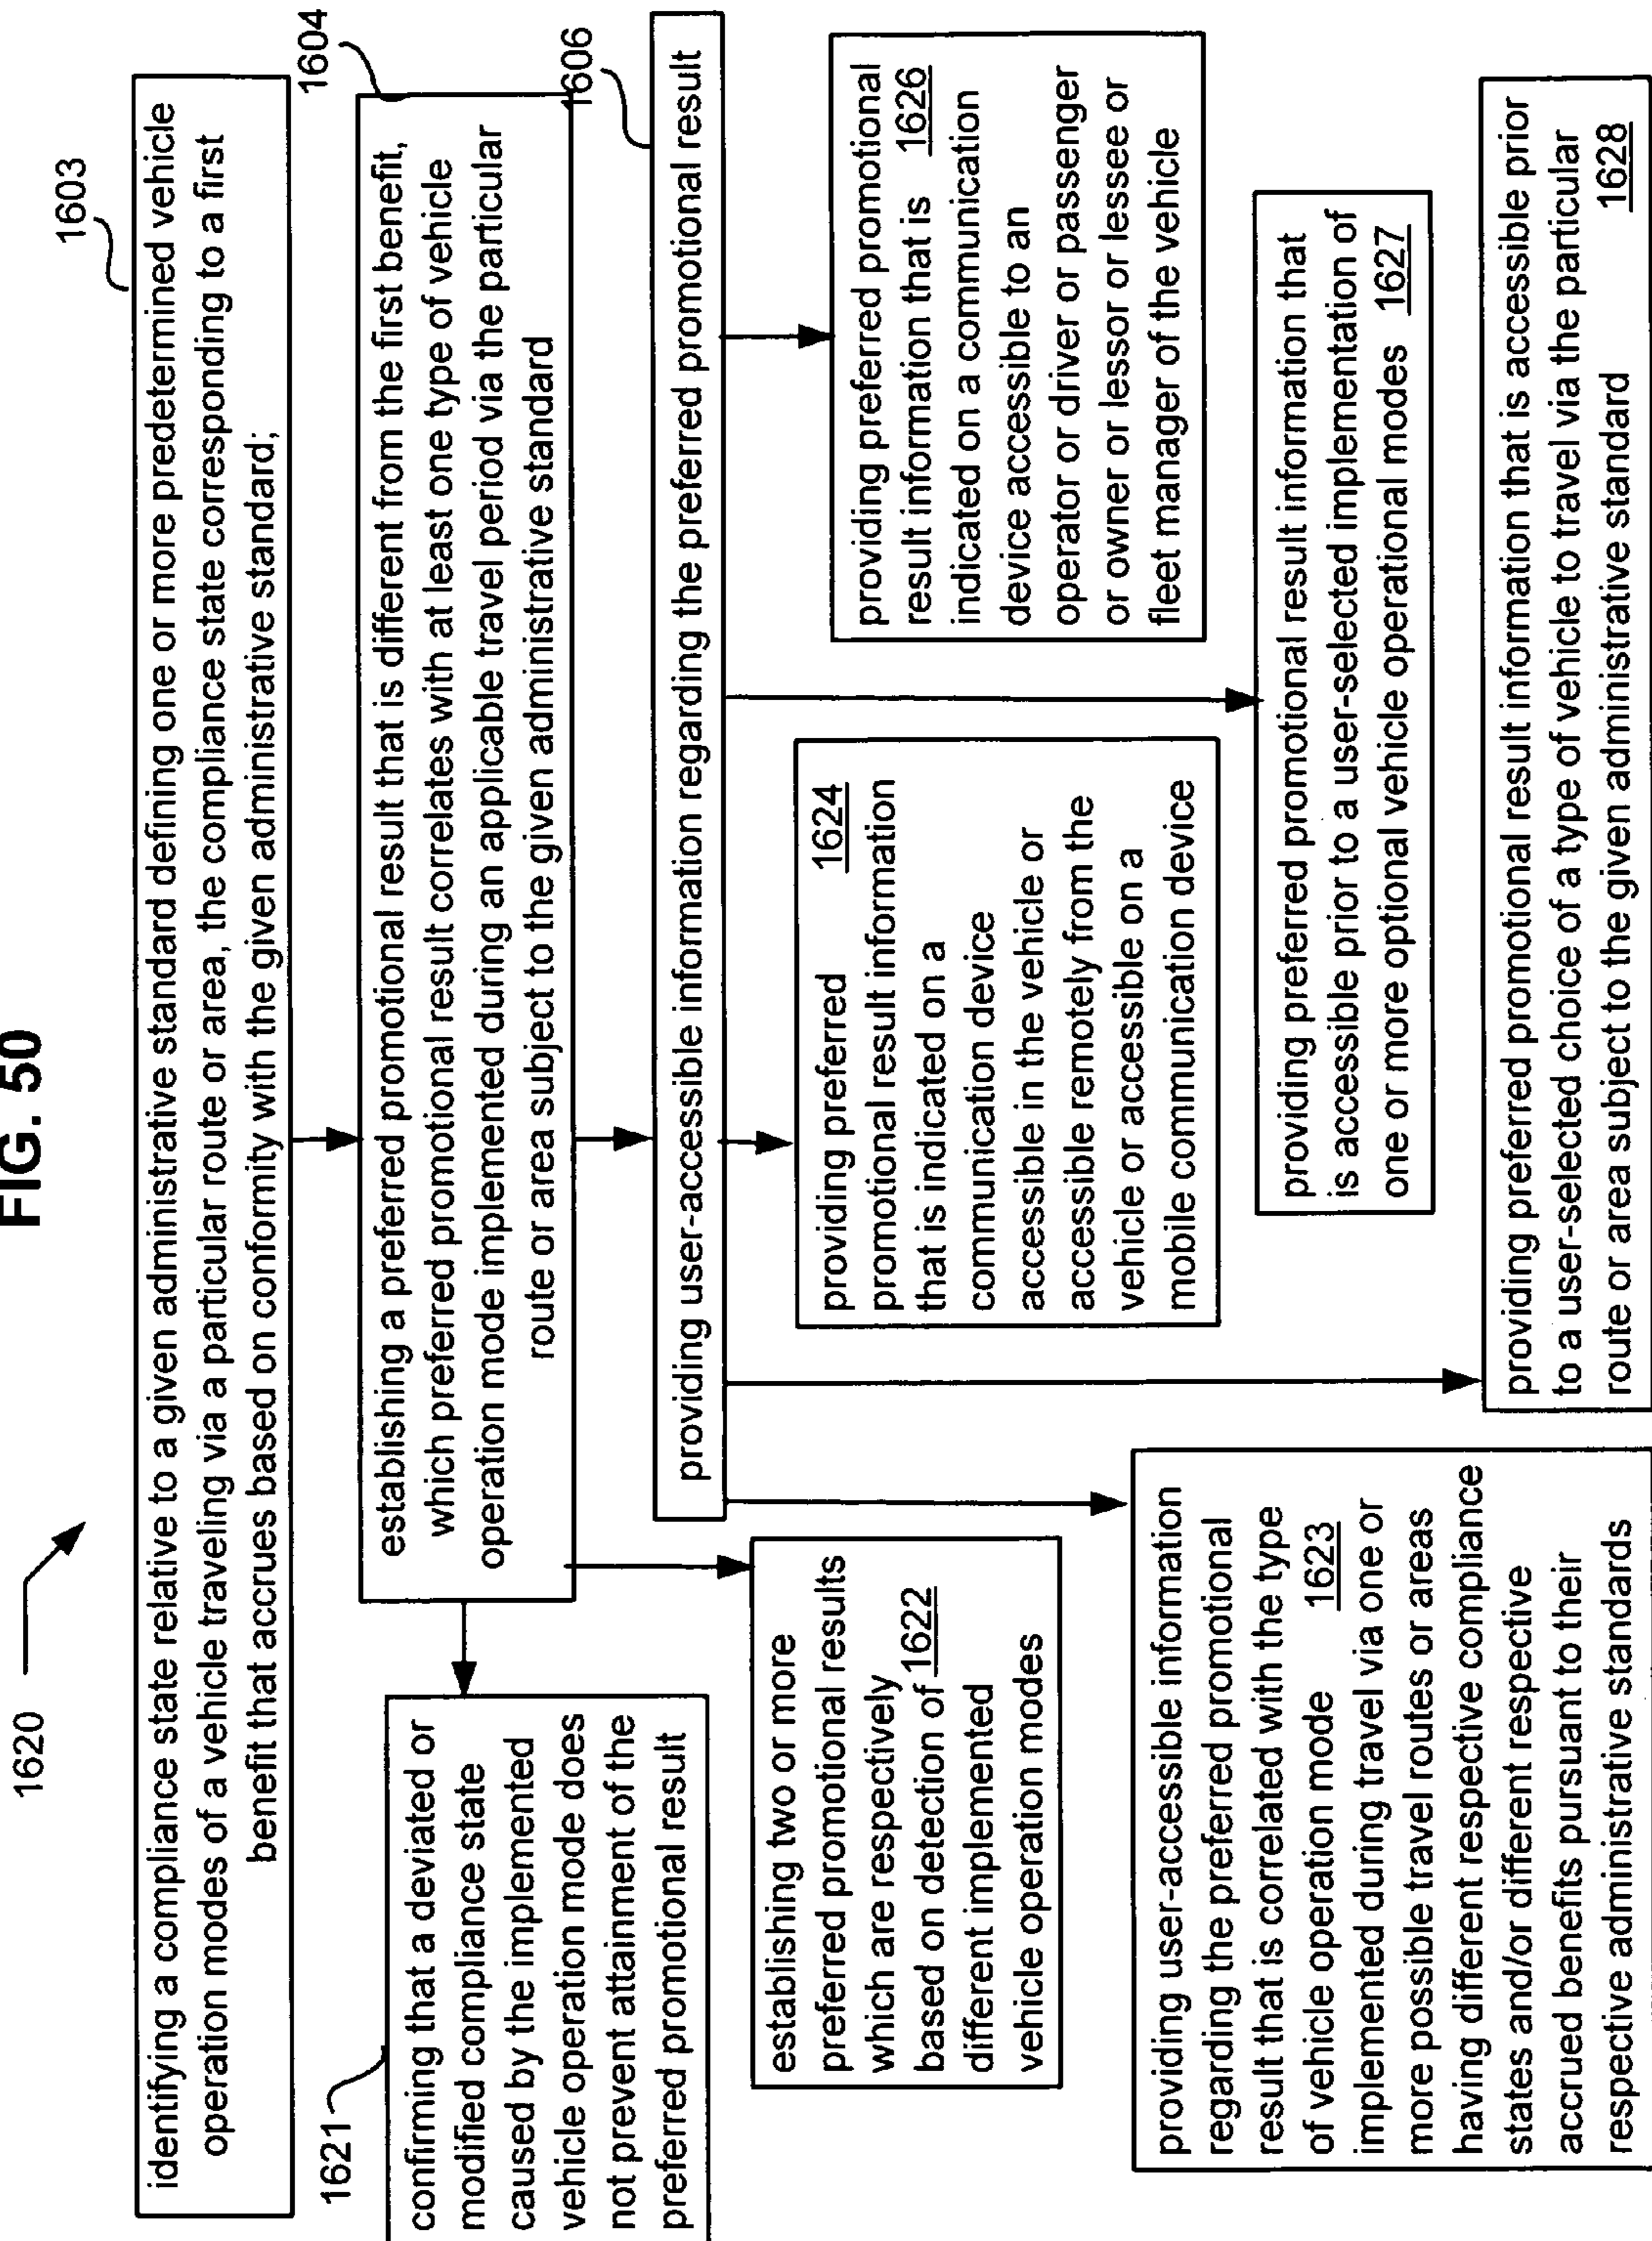 FIG. 50
1620
1603
identifying a compliance state relative to a given administrative standard defining one or more predetermined vehicle
operation modes of a vehicle traveling via a particular route or area, the compliance state corresponding to a first
benefit that accrues based on conformity with the given administrative standard;
1604
establishing a preferred promotional result that is different from the first benefit,
which preferred promotional result correlates with at least one type of vehicle
operation mode implemented during an applicable travel period via the particular
route or area subject to the given administrative standard
1606
providing user-accessible information regarding the preferred promotional result
1621
confirming that a deviated or
modified compliance state
caused by the implemented
vehicle operation mode does
not prevent attainment of the
preferred promotional result
establishing two or more
preferred promotional results
which are respectively
based on detection of 1622
different implemented
vehicle operation modes
providing preferred 1624
promotional result information
that is indicated on a
communication device
accessible in the vehicle or
accessible remotely from the
vehicle or accessible on a
mobile communication device
providing preferred promotional
result information that is 1626
indicated on a communication
device accessible to an
operator or driver or passenger
or owner or lessor or lessee or
fleet manager of the vehicle
providing user-accessible information
regarding the preferred promotional
result that is correlated with the type
of vehicle operation mode 1623
implemented during travel via one or
more possible travel routes or areas
having different respective compliance
states and/or different respective
accrued benefits pursuant to their
respective administrative standards
providing preferred promotional result information that
is accessible prior to a user-selected implementation of
one or more optional vehicle operational modes 1627
providing preferred promotional result information that is accessible prior
to a user-selected choice of a type of vehicle to travel via the particular
route or area subject to the given administrative standard 1628